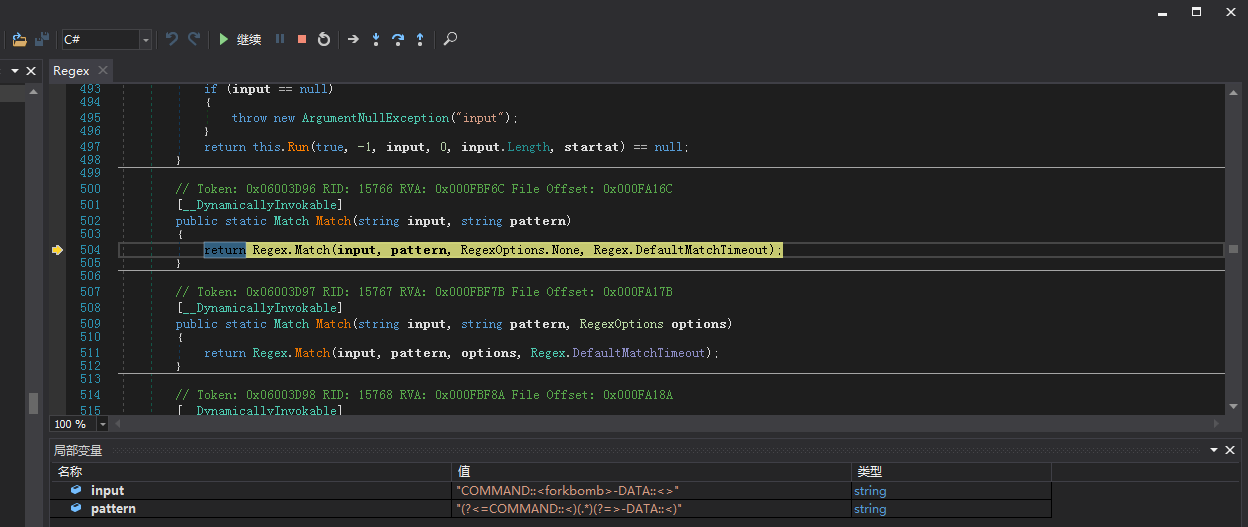 C# 继续
Regex
493 if (input == null)
494 {
495 throw new ArgumentNullException("input");
496 }
497 return this.Run(true, -1, input, 0, input.Length, startat) == null;
498 }
499
500 // Token: 0x06003D96 RID: 15766 RVA: 0x000FBF6C File Offset: 0x000FA16C
501 [__DynamicallyInvokable]
502 public static Match Match(string input, string pattern)
503 {
504 return Regex.Match(input, pattern, RegexOptions.None, Regex.DefaultMatchTimeout);
505 }
506
507 // Token: 0x06003D97 RID: 15767 RVA: 0x000FBF7B File Offset: 0x000FA17B
508 [__DynamicallyInvokable]
509 public static Match Match(string input, string pattern, RegexOptions options)
510 {
511 return Regex.Match(input, pattern, options, Regex.DefaultMatchTimeout);
512 }
513
514 // Token: 0x06003D98 RID: 15768 RVA: 0x000FBF8A File Offset: 0x000FA18A
515 [__DynamicallyInvokable]
100 %
局部变量
名称 值 类型
input "COMMAND::<forkbomb>-DATA::<>" string
pattern "(?<=COMMAND::<)(.*)(?=>-DATA::<)" string